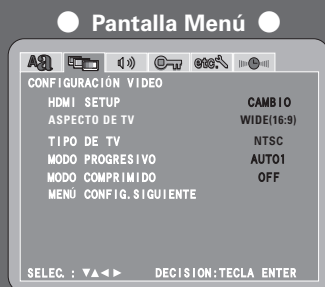 ● Pantalla Menú ●
Aa etc.
CONFIGURACIÓN VIDEO
HDMI SETUP CAMBIO
ASPECTO DE TV WIDE(16:9)
TIPO DE TV NTSC
MODO PROGRESIVO AUTO1
MODO COMPRIMIDO OFF
MENÚ CONFIG.SIGUIENTE
SELEC. : ▼▲◄► DECISION:TECLA ENTER